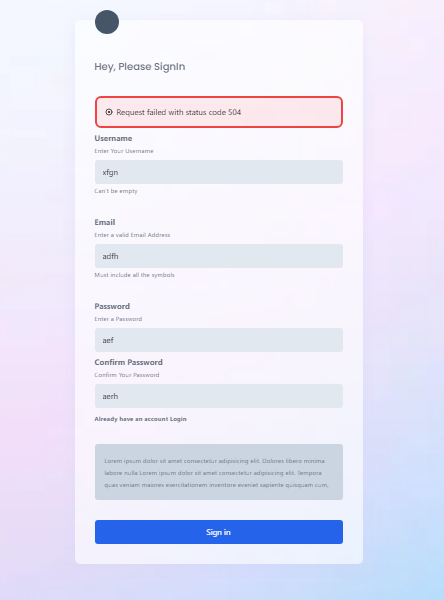 Hey, Please SignIn
Request failed with status code 504
Username
Enter Your Username
xfgn
Can't be empty
Email
Enter a valid Email Address
adfh
Must include all the symbols
Password
Enter a Password
aef
Confirm Password
Confirm Your Password
aerh
Already have an account Login
Lorem ipsum dolor sit amet consectetur adipisicing elit. Dolores libero minima
labore nulla Lorem ipsum dolor sit amet consectetur adipisicing elit. Tempora
quas veniam maiores exercitationem inventore eveniet sapiente quisquam cum,
Sign in